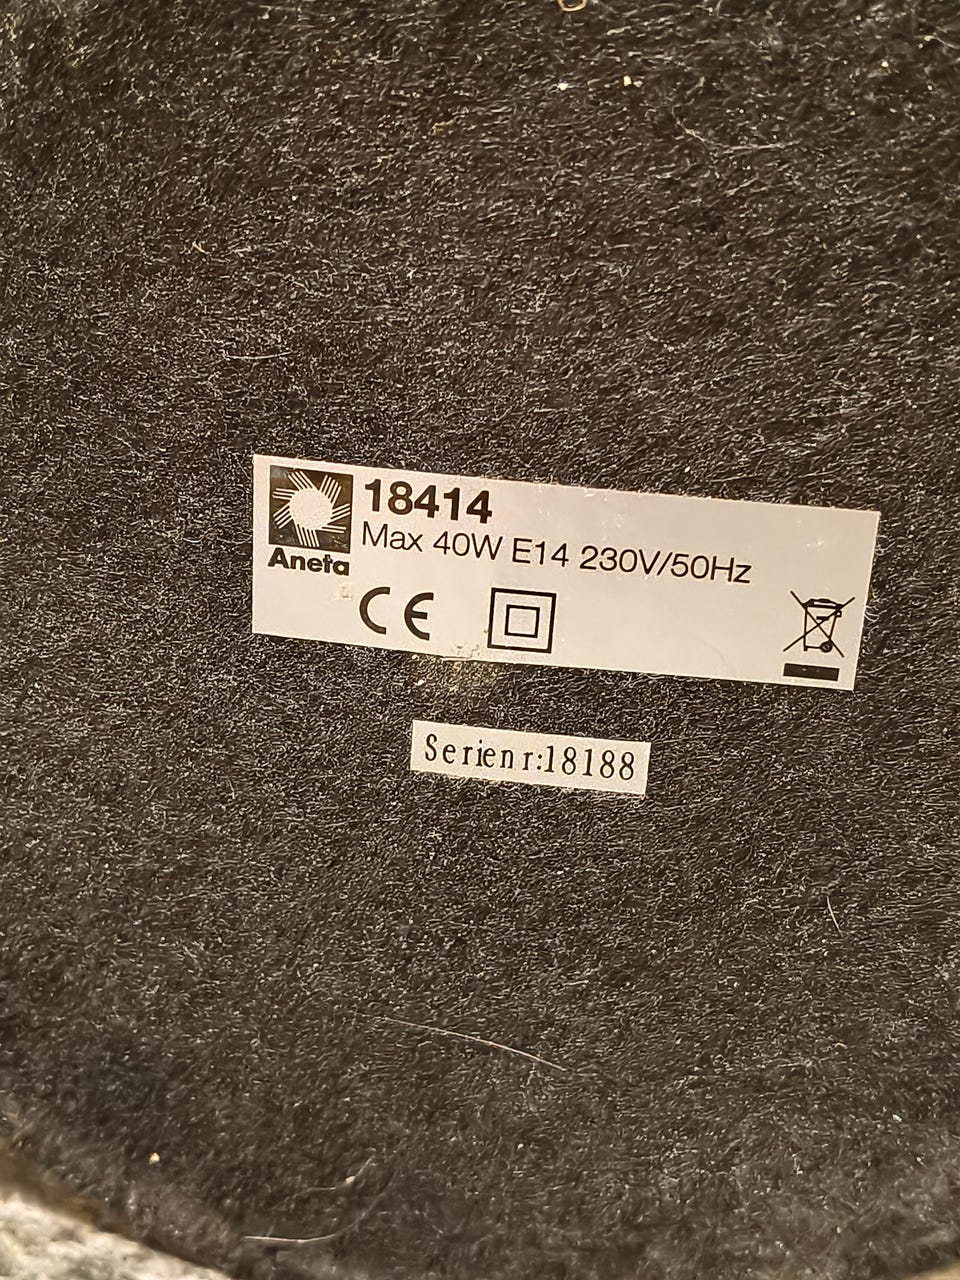 18414
Max 40W E14 230V/50Hz
Aneta
CE
Serienr:18188